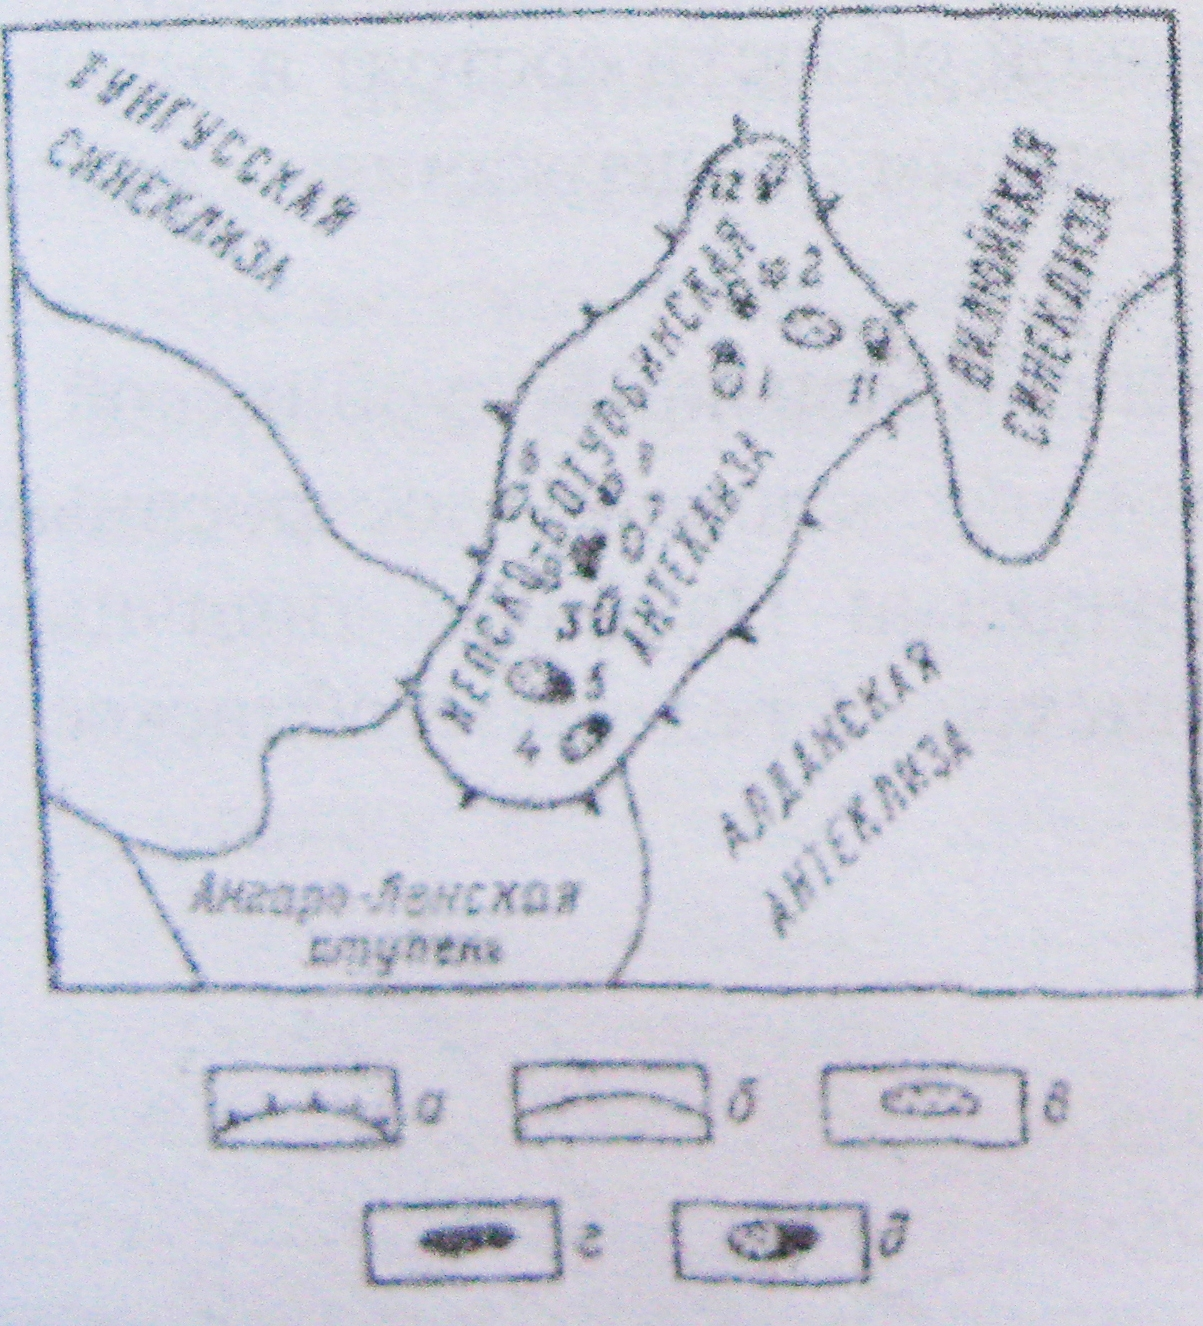 ТУНГУССКАЯ
СИНЕКЛИЗА
ВИЛЮЙСКАЯ
СИНЕКЛИЗА
НЕПСКО-БОТУОБИНСКАЯ
АНТЕКЛИЗА
12
2
1
11
3
5
4
АЛДАНСКАЯ
АНТЕКЛИЗА
Ангаро-Ленская
ступень
а
б
в
г
д